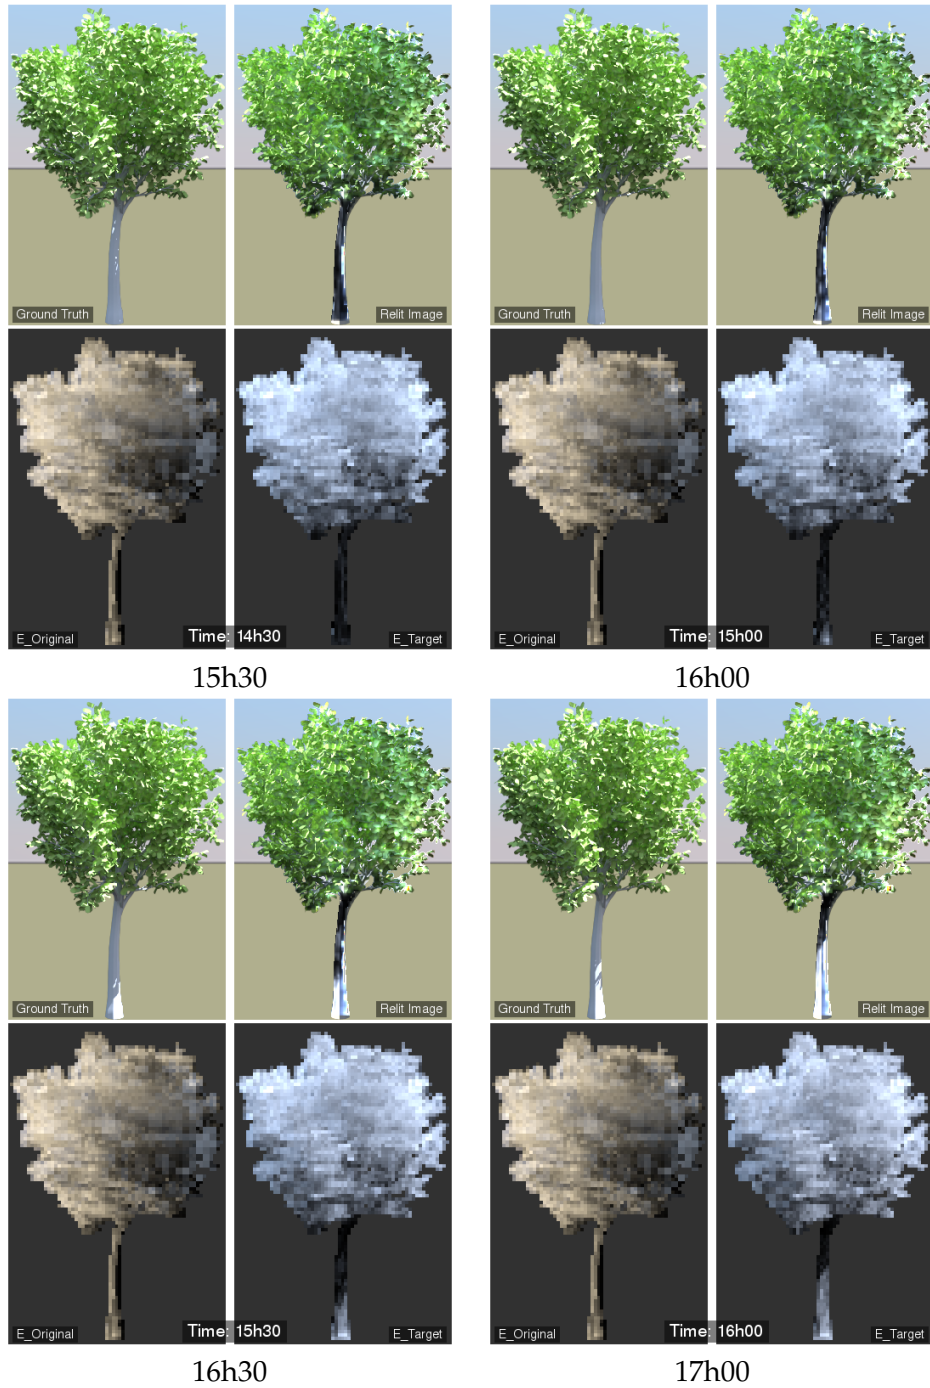 Ground Truth Relit Image
E_Original Time: 14h30 E_Target
15h30
Ground Truth Relit Image
E_Original Time: 15h00 E_Target
16h00
Ground Truth Relit Image
E_Original Time: 15h30 E_Target
16h30
Ground Truth Relit Image
E_Original Time: 16h00 E_Target
17h00